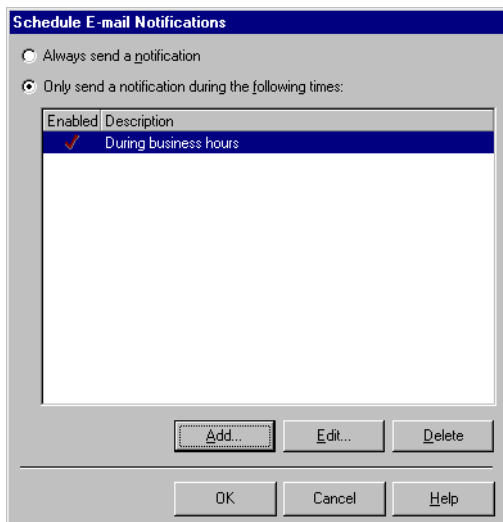 Schedule E-mail Notifications
Always send a notification
Only send a notification during the following times:
Enabled Description
During business hours
Add... Edit... Delete
OK Cancel Help